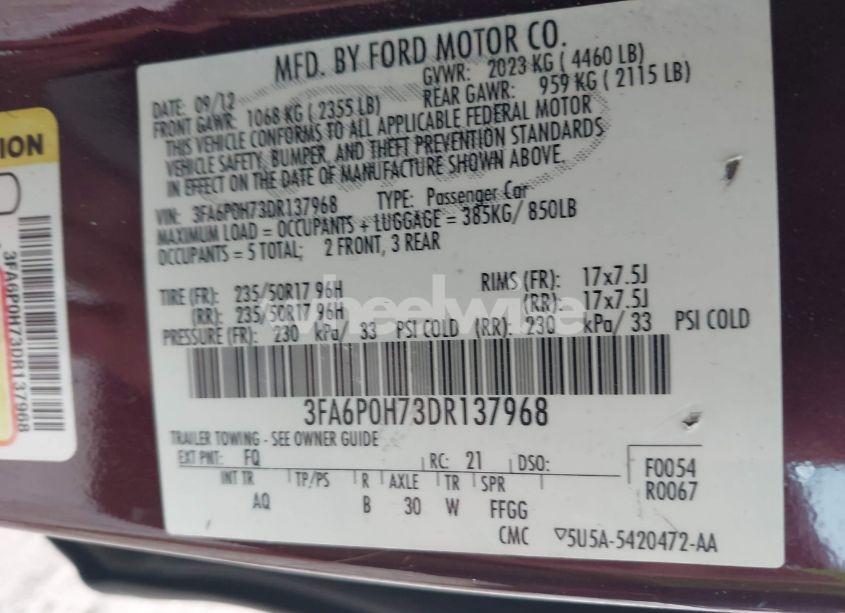 MFD. BY FORD MOTOR CO.
DATE: 09/12
GVWR: 2023 KG ( 4460 LB)
FRONT GAWR: 1068 KG ( 2355 LB)
REAR GAWR: 959 KG ( 2115 LB)
THIS VEHICLE CONFORMS TO ALL APPLICABLE FEDERAL MOTOR
VEHICLE SAFETY, BUMPER, AND THEFT PREVENTION STANDARDS
IN EFFECT ON THE DATE OF MANUFACTURE SHOWN ABOVE.
VIN: 3FA6P0H73DR137968 TYPE: Passenger Car
MAXIMUM LOAD = OCCUPANTS + LUGGAGE = 385KG/ 850LB
OCCUPANTS = 5 TOTAL; 2 FRONT, 3 REAR
TIRE (FR): 235/50R17 96H RIMS (FR): 17x7.5J
(RR): 235/50R17 96H (RR): 17x7.5J
PRESSURE (FR): 230 kPa/ 33 PSI COLD (RR): 230 kPa/ 33 PSI COLD
3FA6P0H73DR137968
TRAILER TOWING - SEE OWNER GUIDE
EXT PNT: FQ RC: 21 DSO:
F0054
R0067
INT TR TP/PS R AXLE TR SPR
AQ B 30 W FFGG
CMC ▽5U5A-5420472-AA
ION
3FA6P0H73DR137968
wheelwire